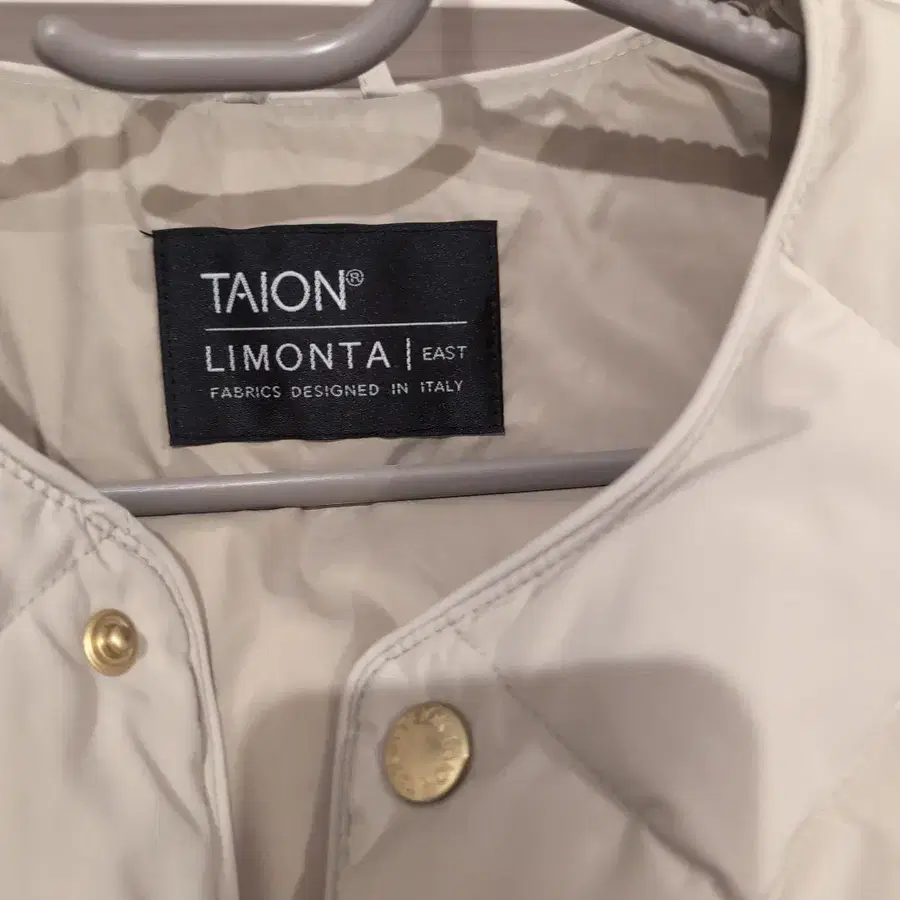 TAION®
LIMONTA | EAST
FABRICS DESIGNED IN ITALY